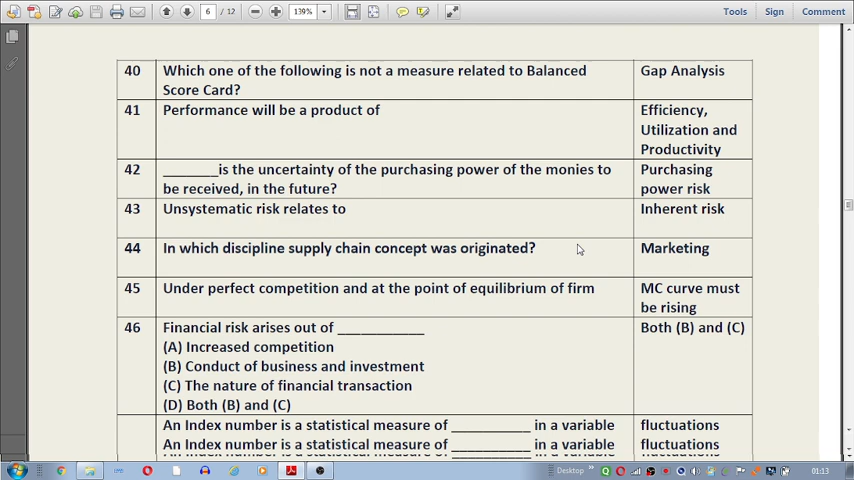 6 / 12
139%
Tools
Sign
Comment
40 Which one of the following is not a measure related to Balanced Gap Analysis
Score Card?
41 Performance will be a product of Efficiency,
Utilization and
Productivity
42 _______is the uncertainty of the purchasing power of the monies to Purchasing
be received, in the future? power risk
43 Unsystematic risk relates to Inherent risk
44 In which discipline supply chain concept was originated? Marketing
45 Under perfect competition and at the point of equilibrium of firm MC curve must
be rising
46 Financial risk arises out of ___________ Both (B) and (C)
(A) Increased competition
(B) Conduct of business and investment
(C) The nature of financial transaction
(D) Both (B) and (C)
An Index number is a statistical measure of __________ in a variable fluctuations
An Index number is a statistical measure of __________ in a variable fluctuations
Desktop
01:13